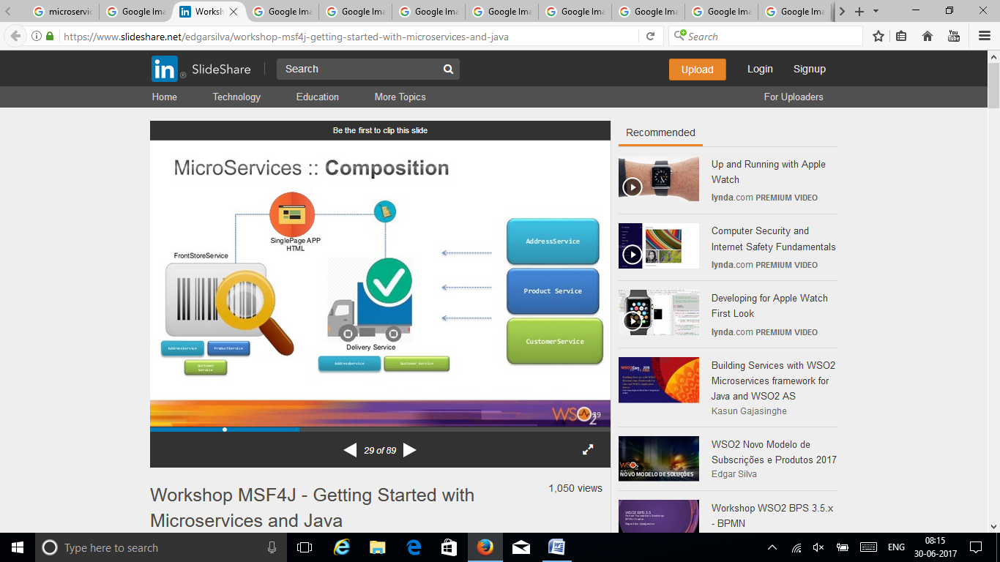 microservic
Google Ima
Worksh
Google Ima
Google Ima
Google Ima
Google Ima
Google Ima
Google Ima
Google Ima
Google Ima
https://www.slideshare.net/edgarsilva/workshop-msf4j-getting-started-with-microservices-and-java
Search
You Tube
in SlideShare
Search
Upload
Login
Signup
Home
Technology
Education
More Topics
For Uploaders
Be the first to clip this slide
MicroServices :: Composition
SinglePage APP
HTML
FrontStoreService
AddressService
ProductService
Customer
Service
Delivery Service
AddressService
Customer Service
AddressService
Product Service
CustomerService
WSO2
29 of 89
Workshop MSF4J - Getting Started with
Microservices and Java
1,050 views
Recommended
Up and Running with Apple
Watch
lynda.com PREMIUM VIDEO
Computer Security and
Internet Safety Fundamentals
lynda.com PREMIUM VIDEO
Developing for Apple Watch
First Look
lynda.com PREMIUM VIDEO
Building Services with WSO2
Microservices framework for
Java and WSO2 AS
Kasun Gajasinghe
NOVO MODELO DE SOLUÇÕES
WSO2 Novo Modelo de
Subscrições e Produtos 2017
Edgar Silva
WSO2 BPS 3.5
Workshop WSO2 BPS 3.5.x
- BPMN
Type here to search
ENG
08:15
30-06-2017